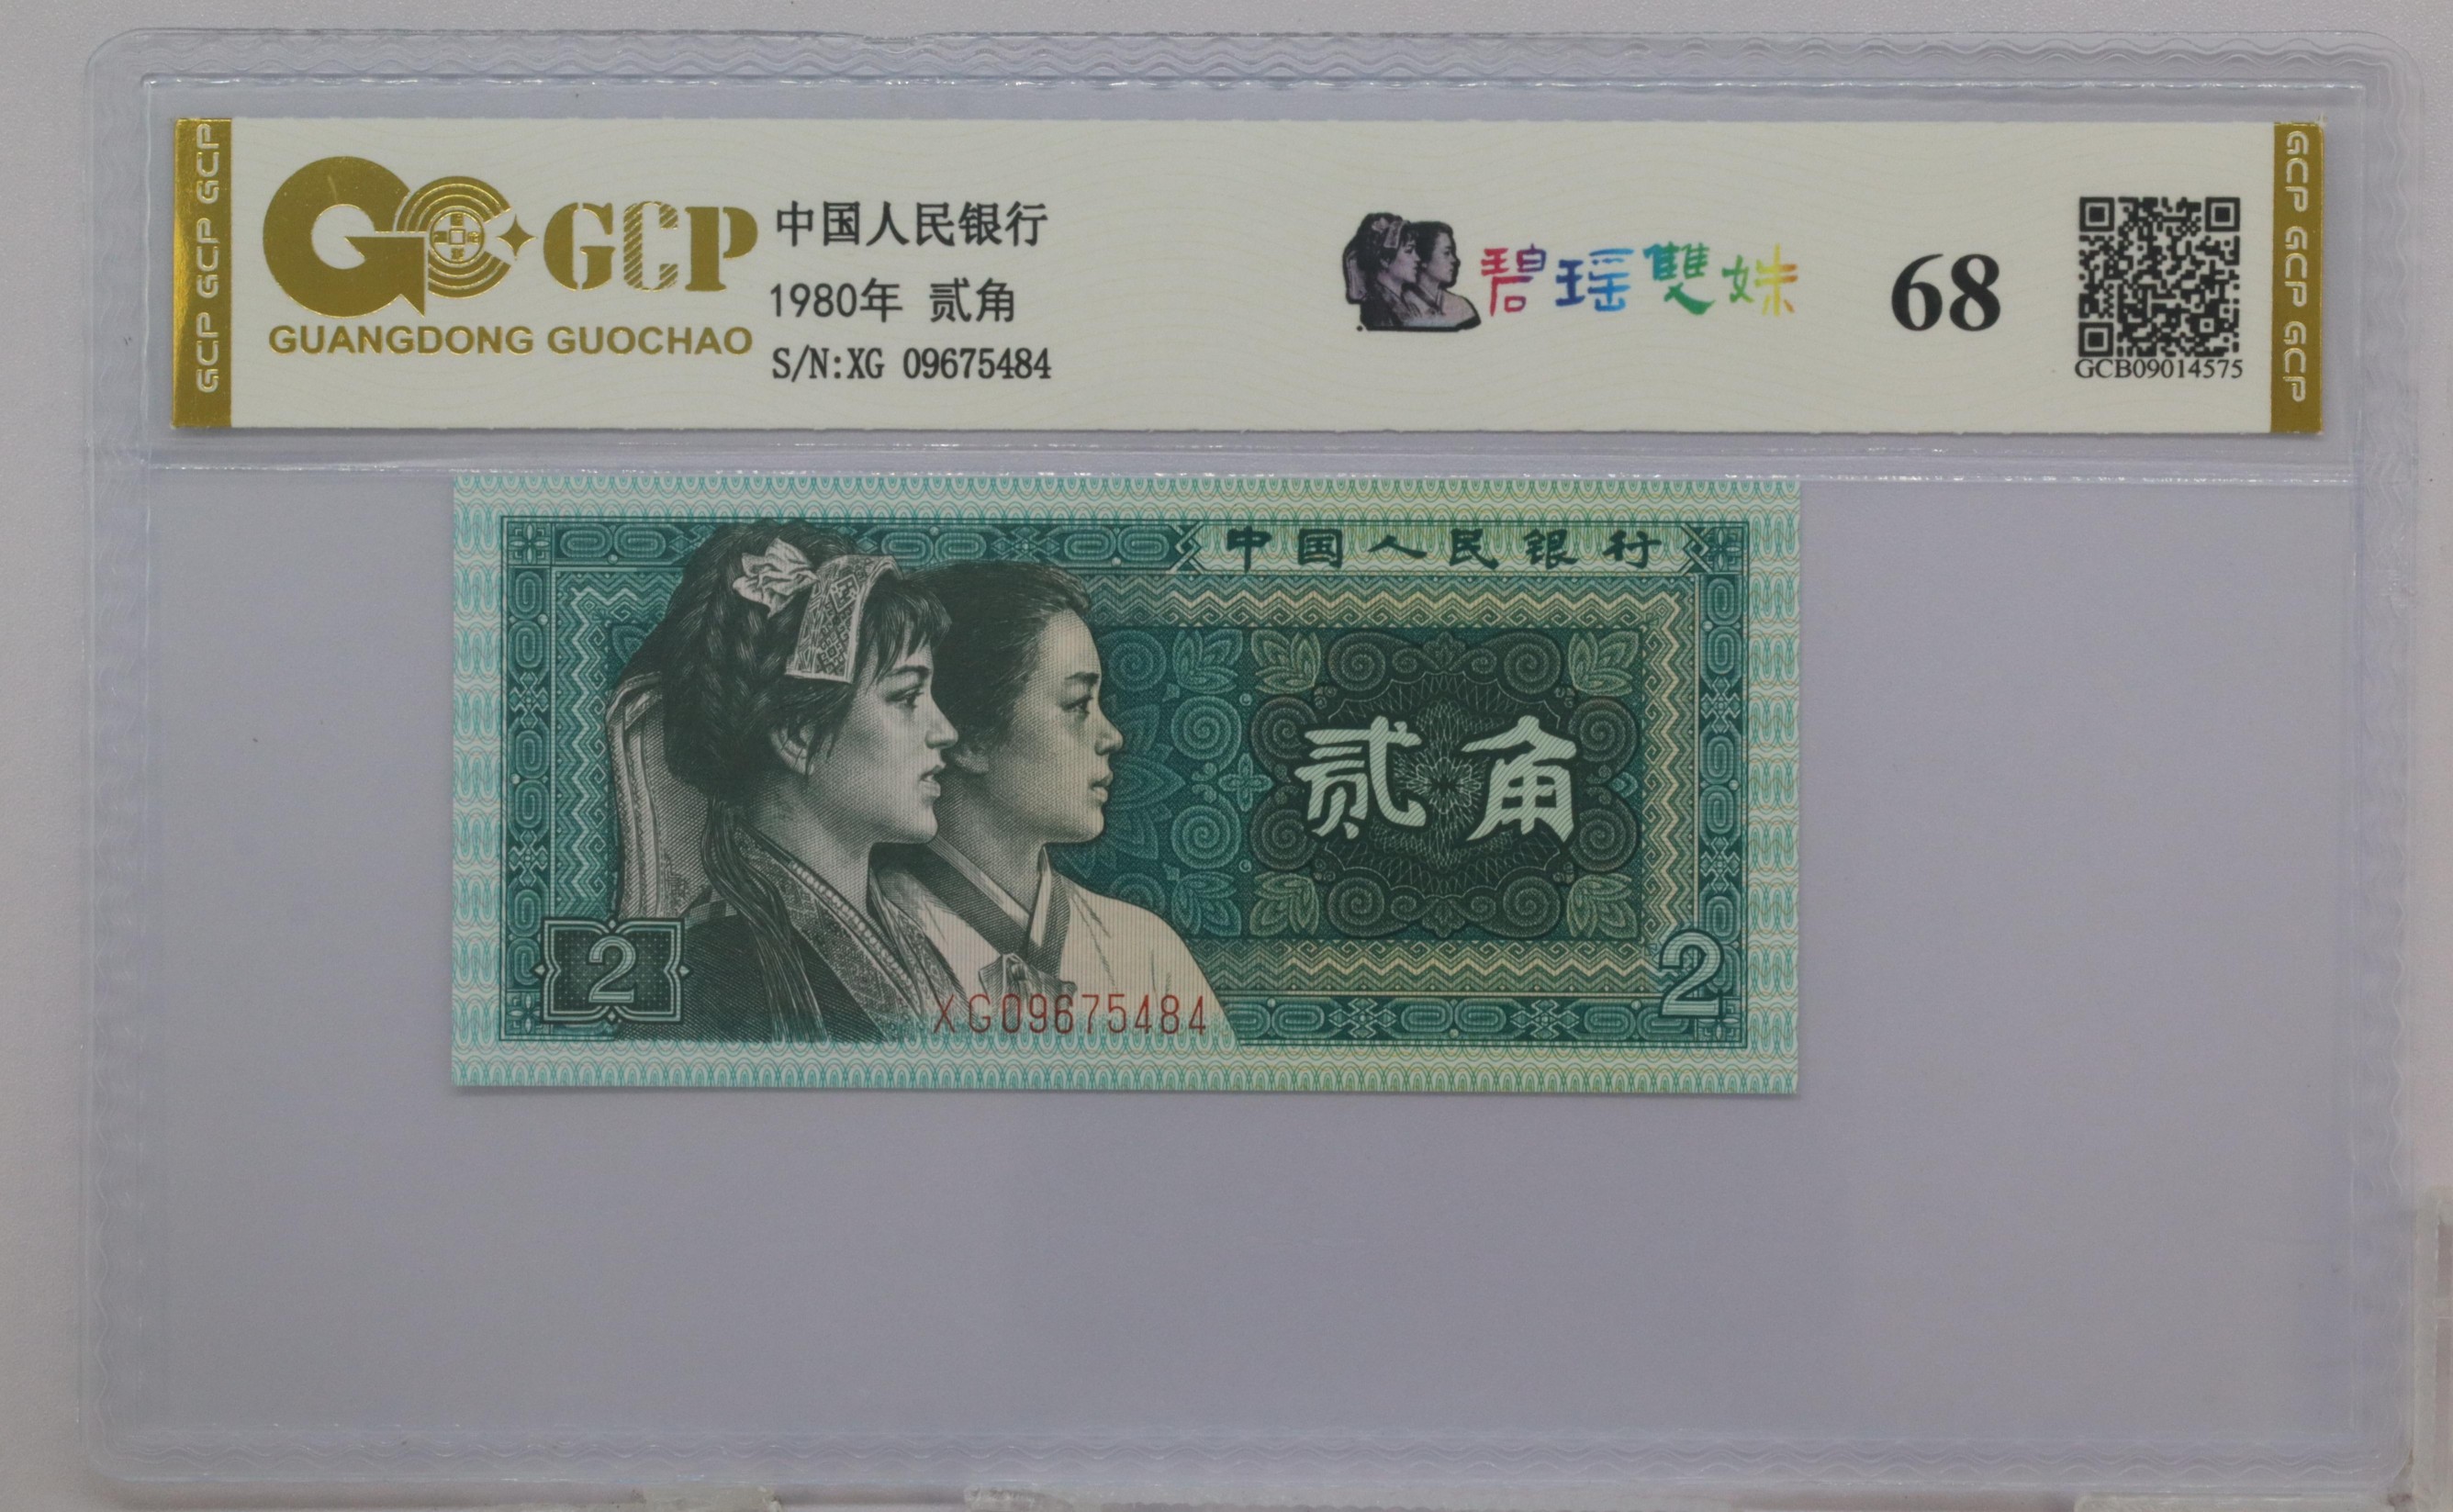 GCP GCP GCP
GCP
GUANGDONG GUOCHAO
中国人民银行
1980年 贰角
S/N:XG 09675484
碧瑶雙姝
68
GCB09014575
GCP GCP GCP
中国人民银行
贰角
2
XG09675484
2